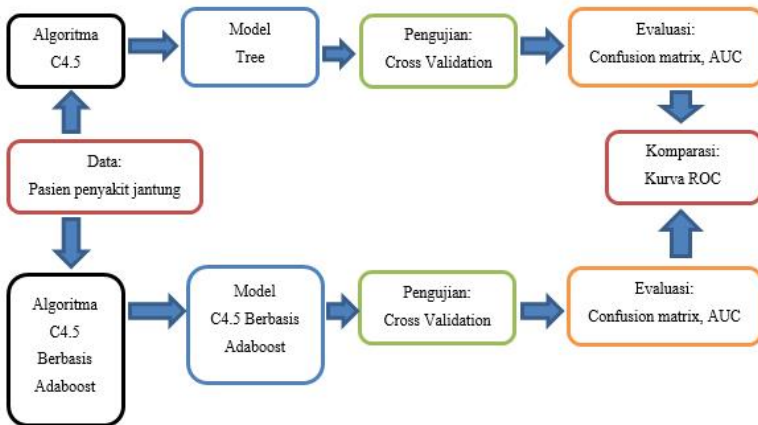 Algoritma
C4.5
Model
Tree
Pengujian:
Cross Validation
Evaluasi:
Confusion matrix, AUC
Data:
Pasien penyakit jantung
Komparasi:
Kurva ROC
Algoritma
C4.5
Berbasis
Adaboost
Model
C4.5 Berbasis
Adaboost
Pengujian:
Cross Validation
Evaluasi:
Confusion matrix, AUC